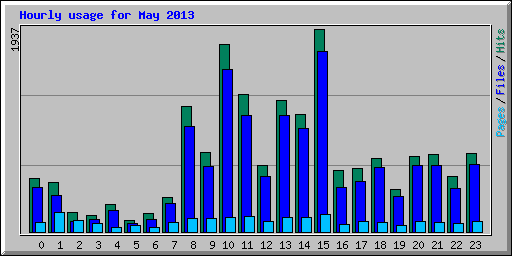 Hourly usage for May 2013
1937
Pages/Files/Hits
0 1 2 3 4 5 6 7 8 9 10 11 12 13 14 15 16 17 18 19 20 21 22 23